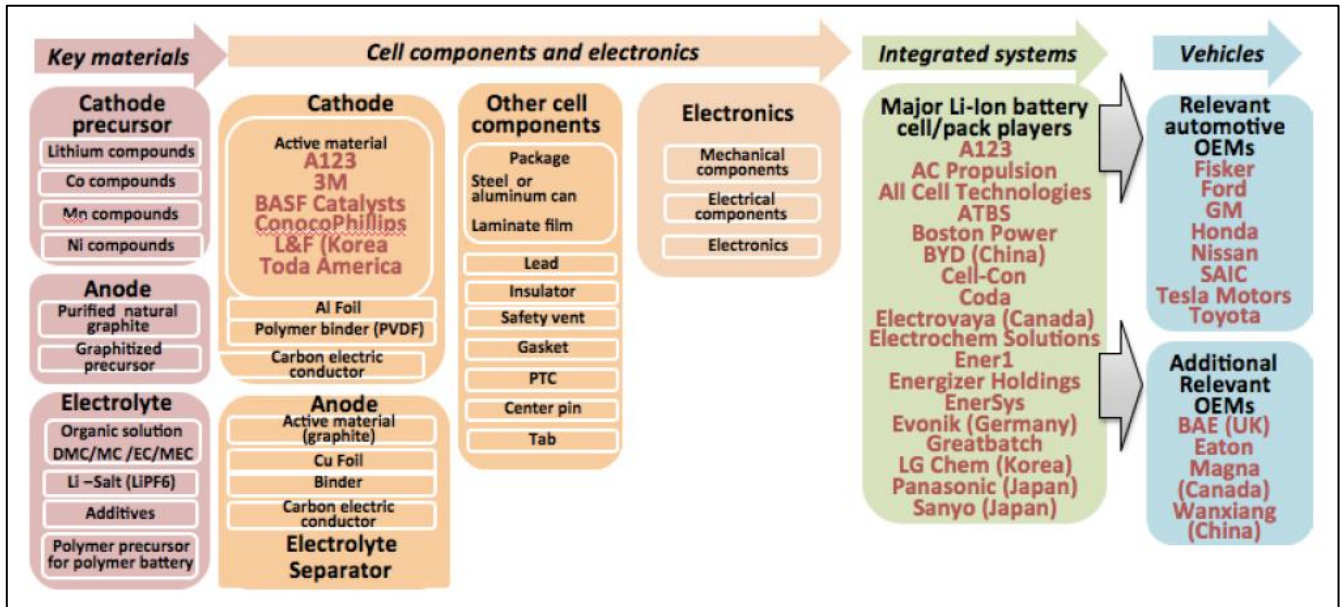 Key materials
Cell components and electronics
Integrated systems
Vehicles
Cathode
precursor
Lithium compounds
Co compounds
Mn compounds
Ni compounds
Anode
Purified natural
graphite
Graphitized
precursor
Electrolyte
Organic solution
DMC/MC /EC/MEC
Li –Salt (LiPF6)
Additives
Polymer precursor
for polymer battery
Cathode
Active material
A123
3M
BASF Catalysts
ConocoPhillips
L&F (Korea
Toda America
Al Foil
Polymer binder (PVDF)
Carbon electric
conductor
Anode
Active material
(graphite)
Cu Foil
Binder
Carbon electric
conductor
Electrolyte
Separator
Other cell
components
Package
Steel or
aluminum can
Laminate film
Lead
Insulator
Safety vent
Gasket
PTC
Center pin
Tab
Electronics
Mechanical
components
Electrical
components
Electronics
Major Li-Ion battery
cell/pack players
A123
AC Propulsion
All Cell Technologies
ATBS
Boston Power
BYD (China)
Cell-Con
Coda
Electrovaya (Canada)
Electrochem Solutions
Ener1
Energizer Holdings
EnerSys
Evonik (Germany)
Greatbatch
LG Chem (Korea)
Panasonic (Japan)
Sanyo (Japan)
Relevant
automotive
OEMs
Fisker
Ford
GM
Honda
Nissan
SAIC
Tesla Motors
Toyota
Additional
Relevant
OEMs
BAE (UK)
Eaton
Magna
(Canada)
Wanxiang
(China)